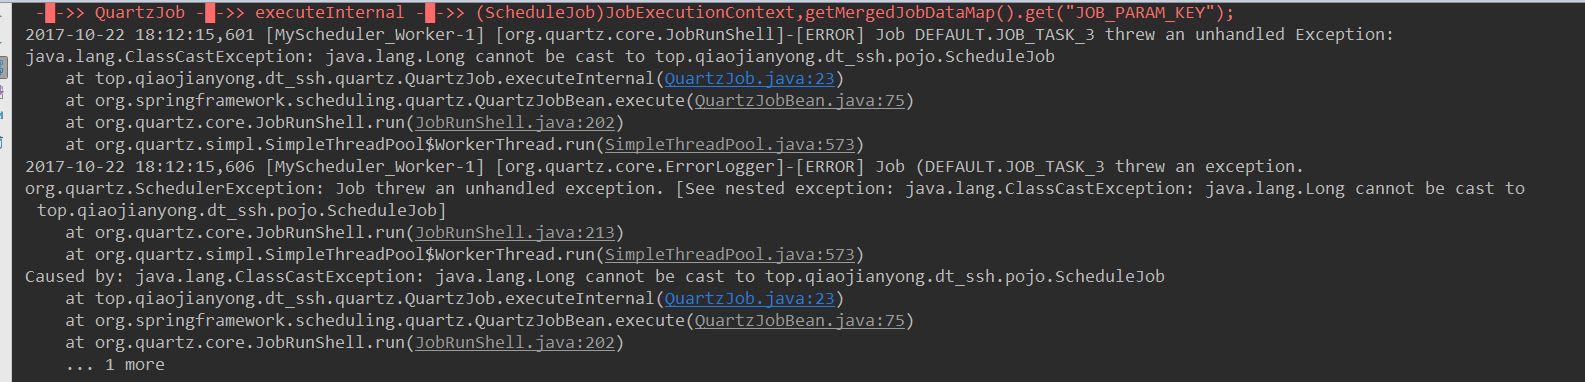 -█->> QuartzJob -█->> executeInternal -█->> (ScheduleJob)JobExecutionContext,getMergedJobDataMap().get("JOB_PARAM_KEY");
2017-10-22 18:12:15,601 [MyScheduler_Worker-1] [org.quartz.core.JobRunShell]-[ERROR] Job DEFAULT.JOB_TASK_3 threw an unhandled Exception:
java.lang.ClassCastException: java.lang.Long cannot be cast to top.qiaojianyong.dt_ssh.pojo.ScheduleJob
at top.qiaojianyong.dt_ssh.quartz.QuartzJob.executeInternal(QuartzJob.java:23)
at org.springframework.scheduling.quartz.QuartzJobBean.execute(QuartzJobBean.java:75)
at org.quartz.core.JobRunShell.run(JobRunShell.java:202)
at org.quartz.simpl.SimpleThreadPool$WorkerThread.run(SimpleThreadPool.java:573)
2017-10-22 18:12:15,606 [MyScheduler_Worker-1] [org.quartz.core.ErrorLogger]-[ERROR] Job (DEFAULT.JOB_TASK_3 threw an exception.
org.quartz.SchedulerException: Job threw an unhandled exception. [See nested exception: java.lang.ClassCastException: java.lang.Long cannot be cast to
top.qiaojianyong.dt_ssh.pojo.ScheduleJob]
at org.quartz.core.JobRunShell.run(JobRunShell.java:213)
at org.quartz.simpl.SimpleThreadPool$WorkerThread.run(SimpleThreadPool.java:573)
Caused by: java.lang.ClassCastException: java.lang.Long cannot be cast to top.qiaojianyong.dt_ssh.pojo.ScheduleJob
at top.qiaojianyong.dt_ssh.quartz.QuartzJob.executeInternal(QuartzJob.java:23)
at org.springframework.scheduling.quartz.QuartzJobBean.execute(QuartzJobBean.java:75)
at org.quartz.core.JobRunShell.run(JobRunShell.java:202)
... 1 more